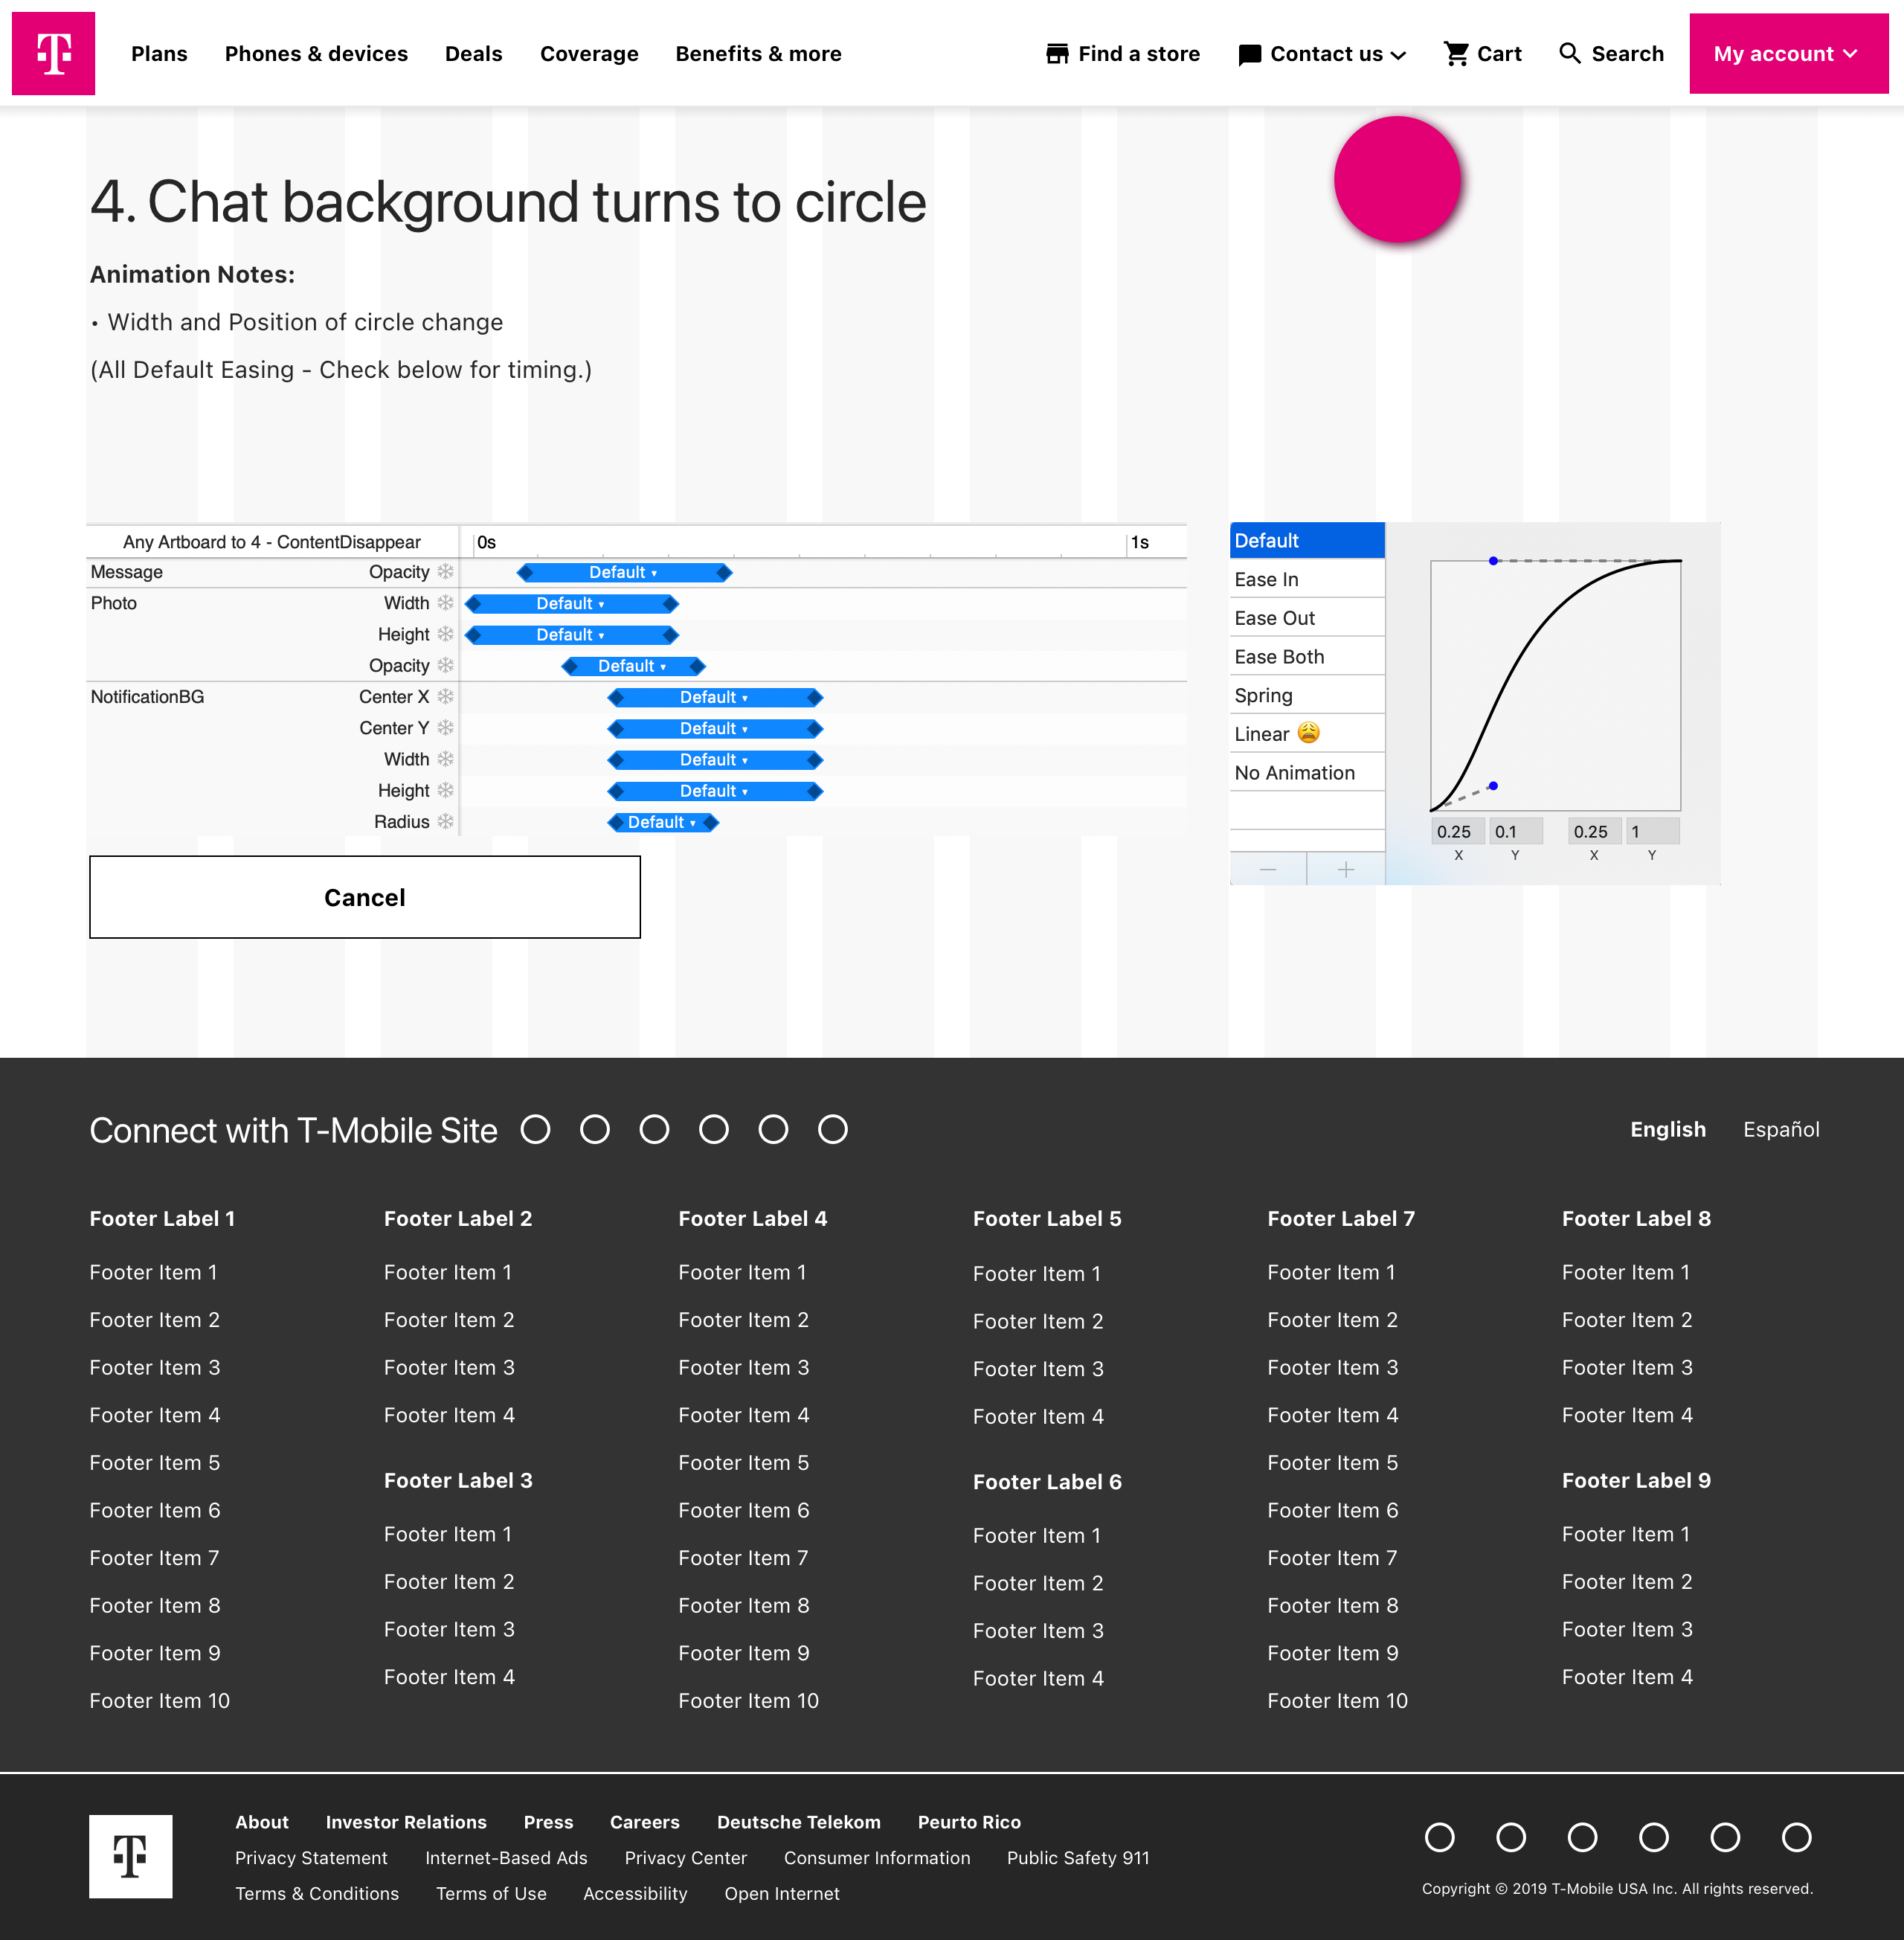 T Plans Phones & devices Deals Coverage Benefits & more Find a store Contact us Cart Search My account
4. Chat background turns to circle
Animation Notes:
• Width and Position of circle change
(All Default Easing - Check below for timing.)
Any Artboard to 4 - ContentDisappear 0s 1s
Message Opacity Default
Photo Width Default
Height Default
Opacity Default
NotificationBG Center X Default
Center Y Default
Width Default
Height Default
Radius Default
Default
Ease In
Ease Out
Ease Both
Spring
Linear 😩
No Animation
0.25 0.1 0.25 1
X Y X Y
Cancel
Connect with T-Mobile Site English Español
Footer Label 1
Footer Item 1
Footer Item 2
Footer Item 3
Footer Item 4
Footer Item 5
Footer Item 6
Footer Item 7
Footer Item 8
Footer Item 9
Footer Item 10
Footer Label 2
Footer Item 1
Footer Item 2
Footer Item 3
Footer Item 4
Footer Label 3
Footer Item 1
Footer Item 2
Footer Item 3
Footer Item 4
Footer Label 4
Footer Item 1
Footer Item 2
Footer Item 3
Footer Item 4
Footer Item 5
Footer Item 6
Footer Item 7
Footer Item 8
Footer Item 9
Footer Item 10
Footer Label 5
Footer Item 1
Footer Item 2
Footer Item 3
Footer Item 4
Footer Label 6
Footer Item 1
Footer Item 2
Footer Item 3
Footer Item 4
Footer Label 7
Footer Item 1
Footer Item 2
Footer Item 3
Footer Item 4
Footer Item 5
Footer Item 6
Footer Item 7
Footer Item 8
Footer Item 9
Footer Item 10
Footer Label 8
Footer Item 1
Footer Item 2
Footer Item 3
Footer Item 4
Footer Label 9
Footer Item 1
Footer Item 2
Footer Item 3
Footer Item 4
T
About Investor Relations Press Careers Deutsche Telekom Peurto Rico
Privacy Statement Internet-Based Ads Privacy Center Consumer Information Public Safety 911
Terms & Conditions Terms of Use Accessibility Open Internet
Copyright © 2019 T-Mobile USA Inc. All rights reserved.